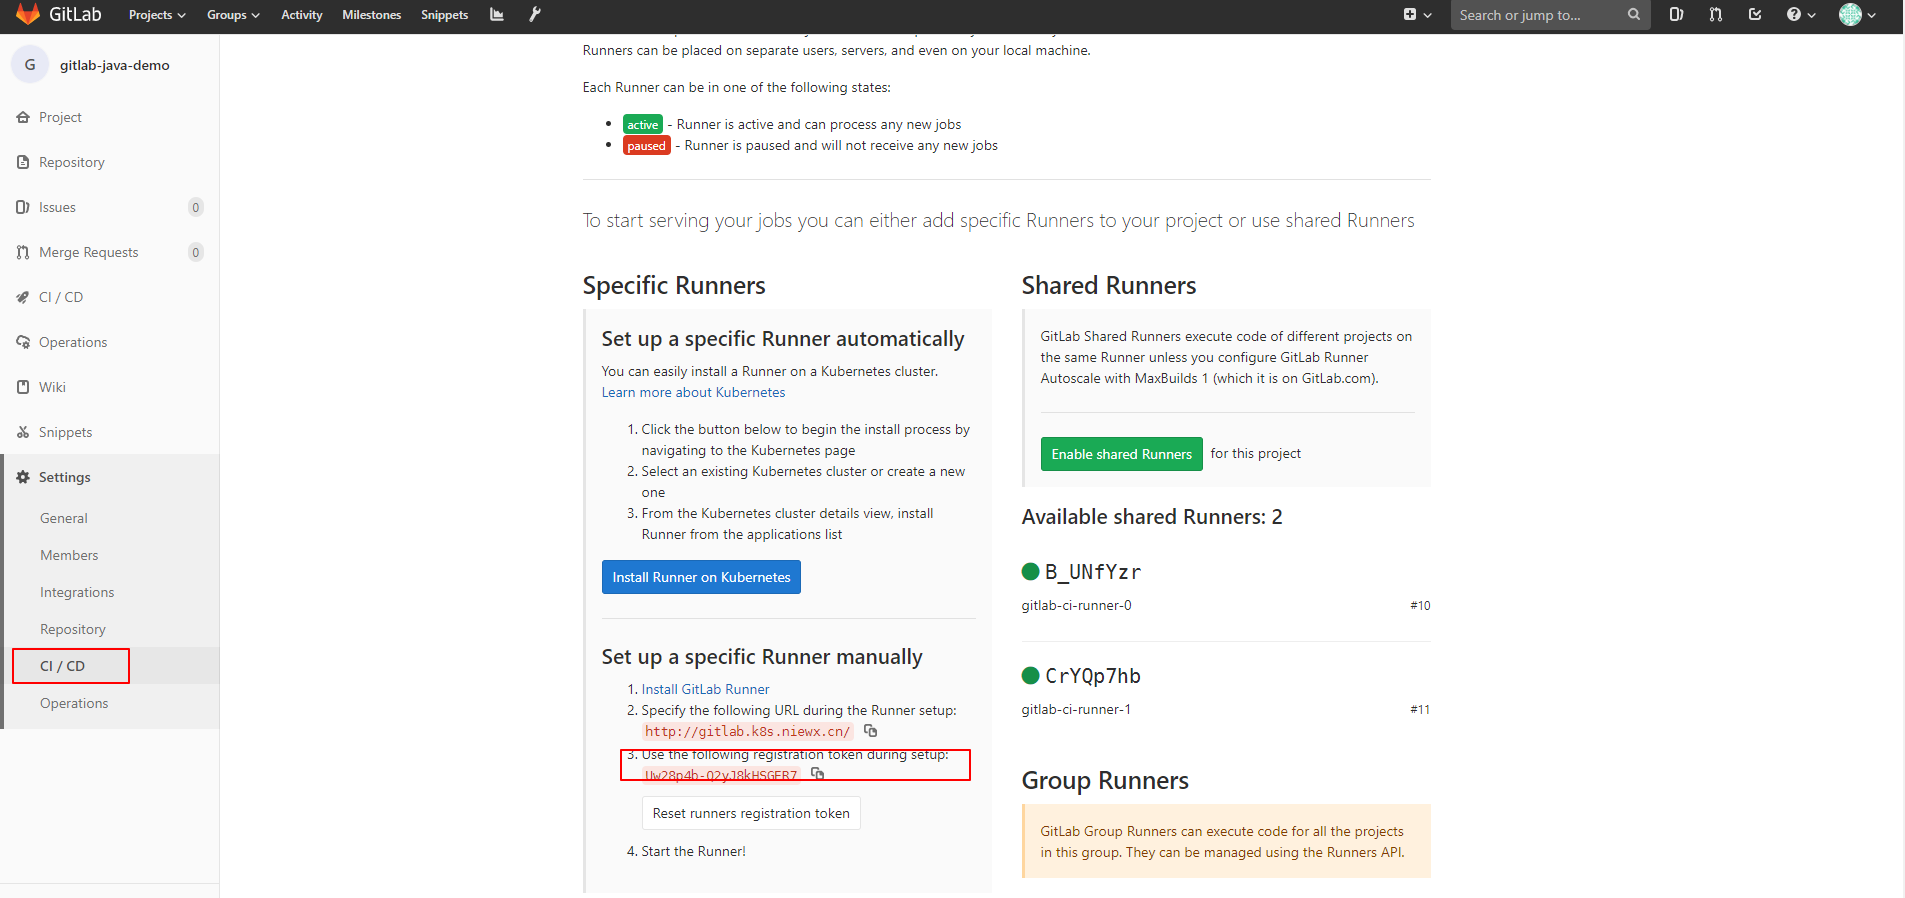 GitLab Projects Groups Activity Milestones Snippets Search or jump to...
G gitlab-java-demo
Project
Repository
Issues 0
Merge Requests 0
CI / CD
Operations
Wiki
Snippets
Settings
General
Members
Integrations
Repository
CI / CD
Operations
Runners can be placed on separate users, servers, and even on your local machine.
Each Runner can be in one of the following states:
• active - Runner is active and can process any new jobs
• paused - Runner is paused and will not receive any new jobs
To start serving your jobs you can either add specific Runners to your project or use shared Runners
Specific Runners
Set up a specific Runner automatically
You can easily install a Runner on a Kubernetes cluster.
Learn more about Kubernetes
1. Click the button below to begin the install process by
navigating to the Kubernetes page
2. Select an existing Kubernetes cluster or create a new
one
3. From the Kubernetes cluster details view, install
Runner from the applications list
Install Runner on Kubernetes
Set up a specific Runner manually
1. Install GitLab Runner
2. Specify the following URL during the Runner setup:
http://gitlab.k8s.niewx.cn/
3. Use the following registration token during setup:
Uw28p4b-Q2yJ8kHSGER7
Reset runners registration token
4. Start the Runner!
Shared Runners
GitLab Shared Runners execute code of different projects on
the same Runner unless you configure GitLab Runner
Autoscale with MaxBuilds 1 (which it is on GitLab.com).
Enable shared Runners for this project
Available shared Runners: 2
B_UNfYzr
gitlab-ci-runner-0 #10
CrYQp7hb
gitlab-ci-runner-1 #11
Group Runners
GitLab Group Runners can execute code for all the projects
in this group. They can be managed using the Runners API.